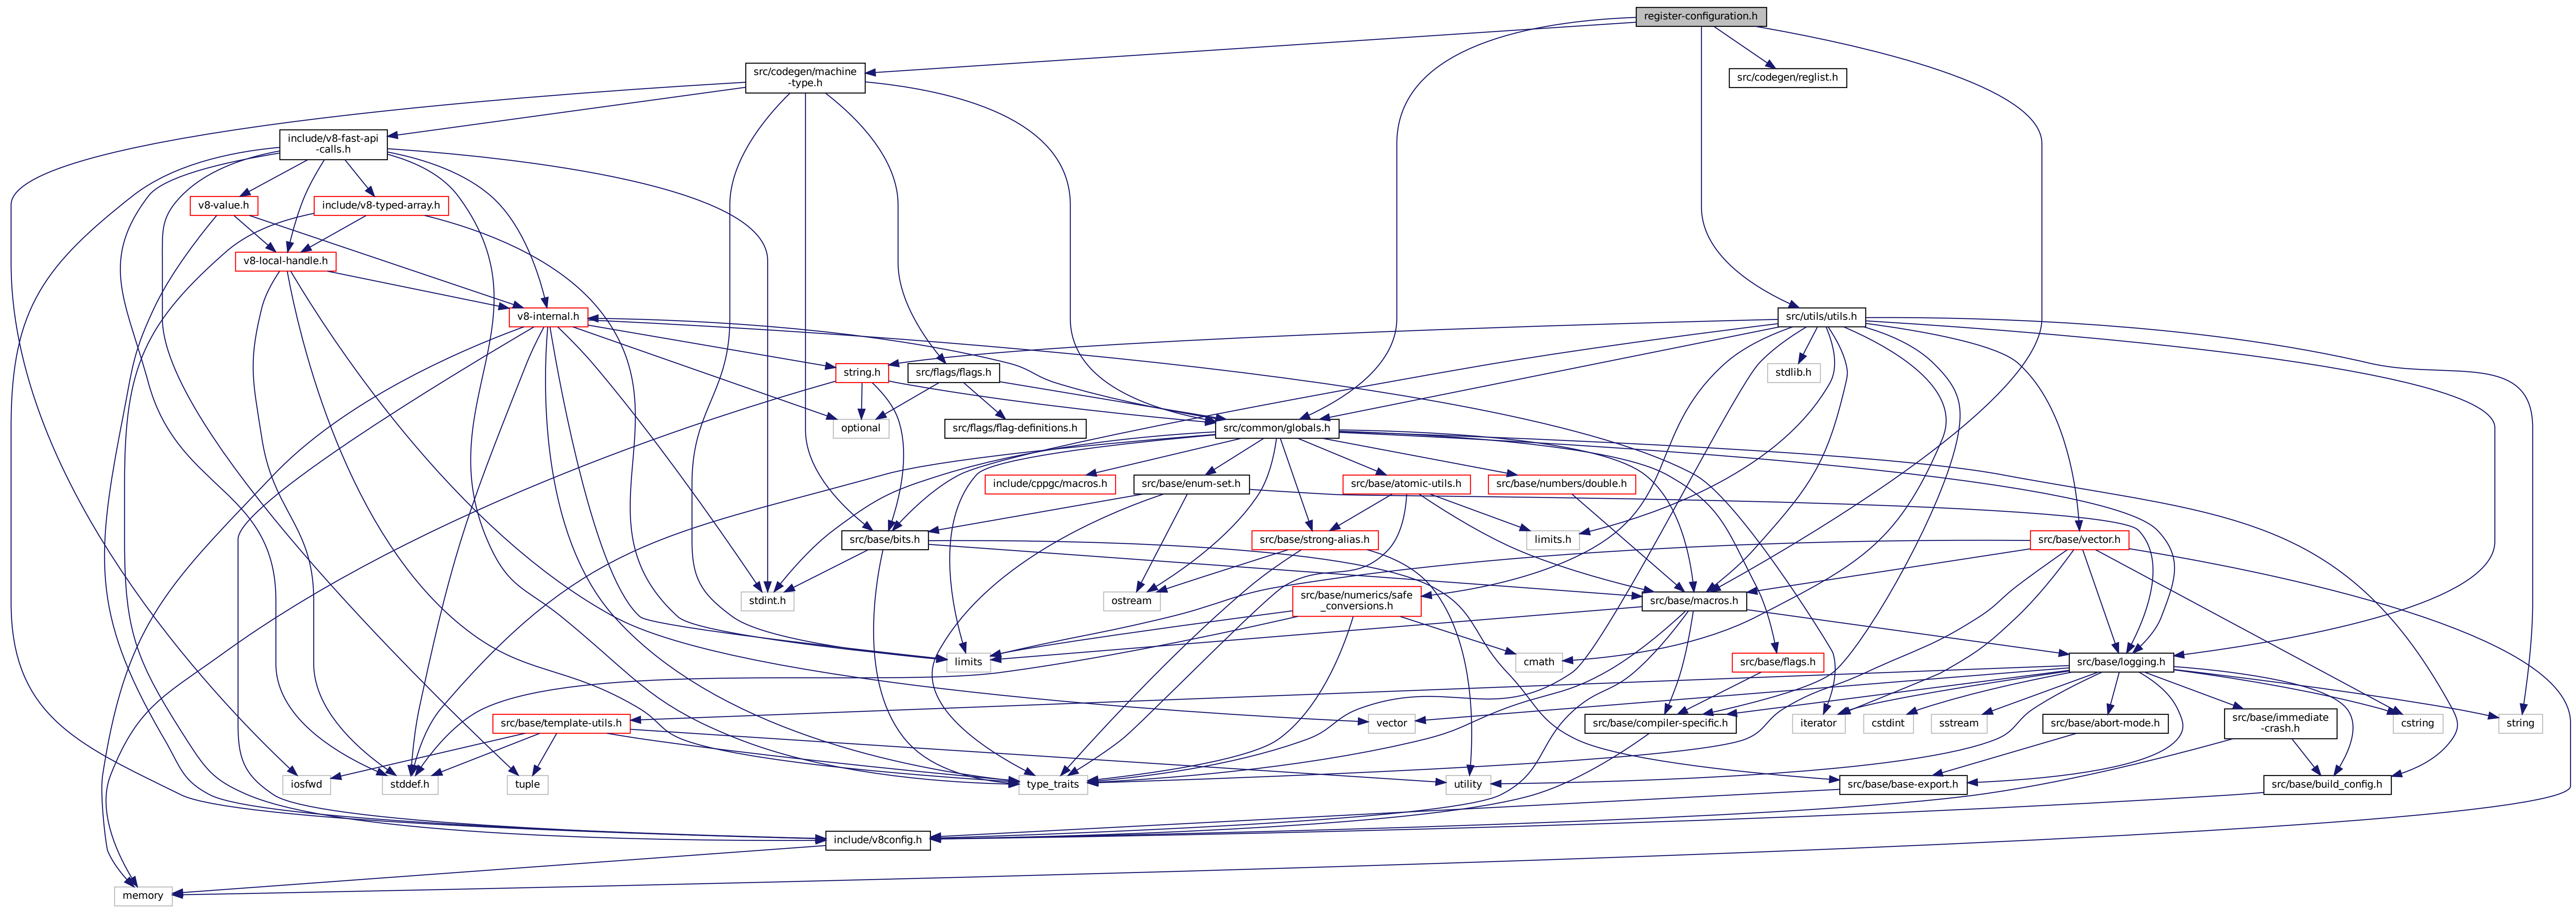 register-configuration.h
src/codegen/machine
-type.h
src/codegen/reglist.h
include/v8-fast-api
-calls.h
v8-value.h
include/v8-typed-array.h
v8-local-handle.h
v8-internal.h
src/utils/utils.h
string.h
src/flags/flags.h
stdlib.h
optional
src/flags/flag-definitions.h
src/common/globals.h
include/cppgc/macros.h
src/base/enum-set.h
src/base/atomic-utils.h
src/base/numbers/double.h
src/base/bits.h
src/base/strong-alias.h
limits.h
src/base/vector.h
stdint.h
ostream
src/base/numerics/safe
_conversions.h
src/base/macros.h
limits
cmath
src/base/flags.h
src/base/logging.h
src/base/template-utils.h
vector
src/base/compiler-specific.h
iterator
cstdint
sstream
src/base/abort-mode.h
src/base/immediate
-crash.h
cstring
string
iosfwd
stddef.h
tuple
type_traits
utility
src/base/base-export.h
src/base/build_config.h
include/v8config.h
memory